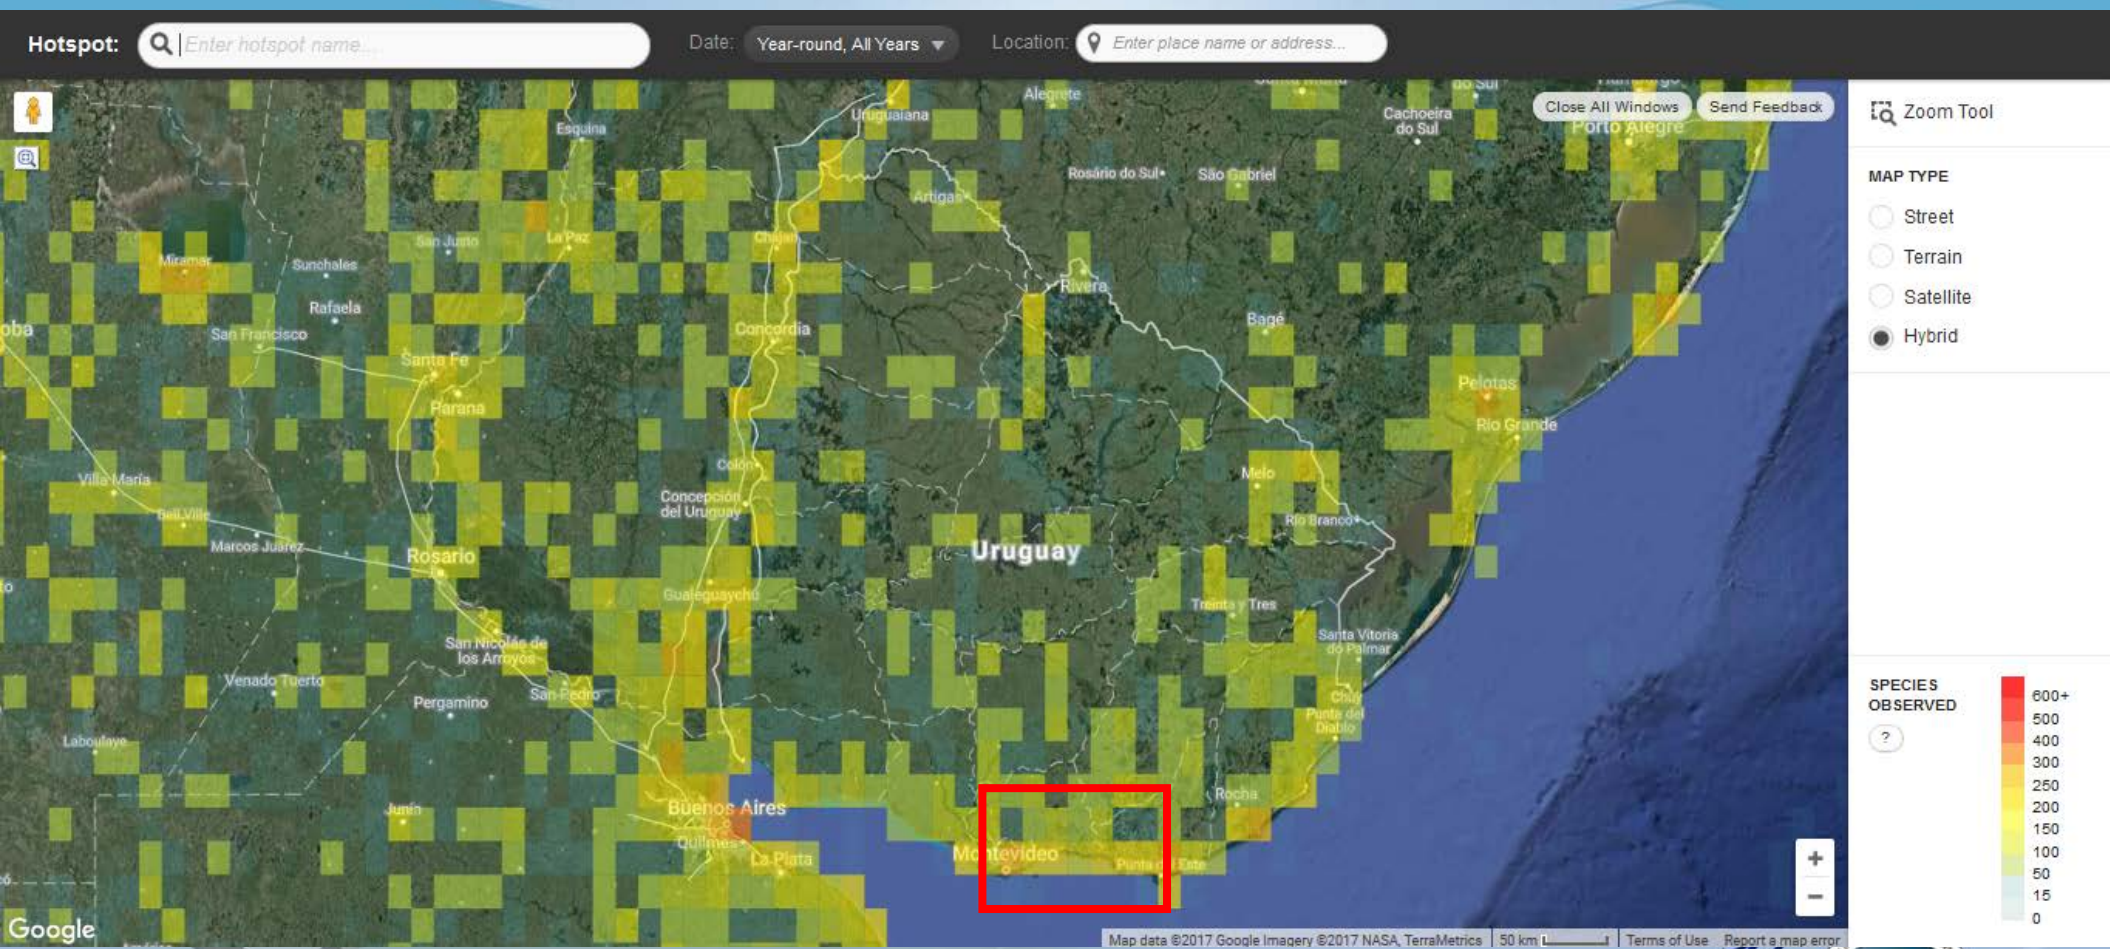 Hotspot:
Enter hotspot name....
Date:
Year-round, All Years
Location:
Enter place name or address...
Close All Windows
Send Feedback
Zoom Tool
MAP TYPE
Street
Terrain
Satellite
Hybrid
SPECIES
OBSERVED
?
600+
500
400
300
250
200
150
100
50
15
0
Esquina
Uruguaiana
Alegrete
Cachoeira
do Sul
do Sul
Porto Alegre
Rosário do Sul
São Gabriel
Artigas
San Justo
La Paz
Chajarí
Miramar
Sunchales
Rivera
Rafaela
Bagé
oba
San Francisco
Concordia
Santa Fe
Pelotas
Parana
Rio Grande
Colón
Melo
Villa María
Concepción
del Uruguay
Bell Ville
Rio Branco
Marcos Juárez
Rosario
Uruguay
Gualeguaychú
Treinta y Tres
San Nicolás de
los Arroyos
Santa Vitoria
do Palmar
Venado Tuerto
San Pedro
Pergamino
Chuy
Punta del
Diablo
Laboulaye
Rocha
Junín
Buenos Aires
Quilmes
La Plata
Montevideo
Punta del Este
+
−
Google
Map data ©2017 Google Imagery ©2017 NASA, TerraMetrics
50 km
Terms of Use
Report a map error